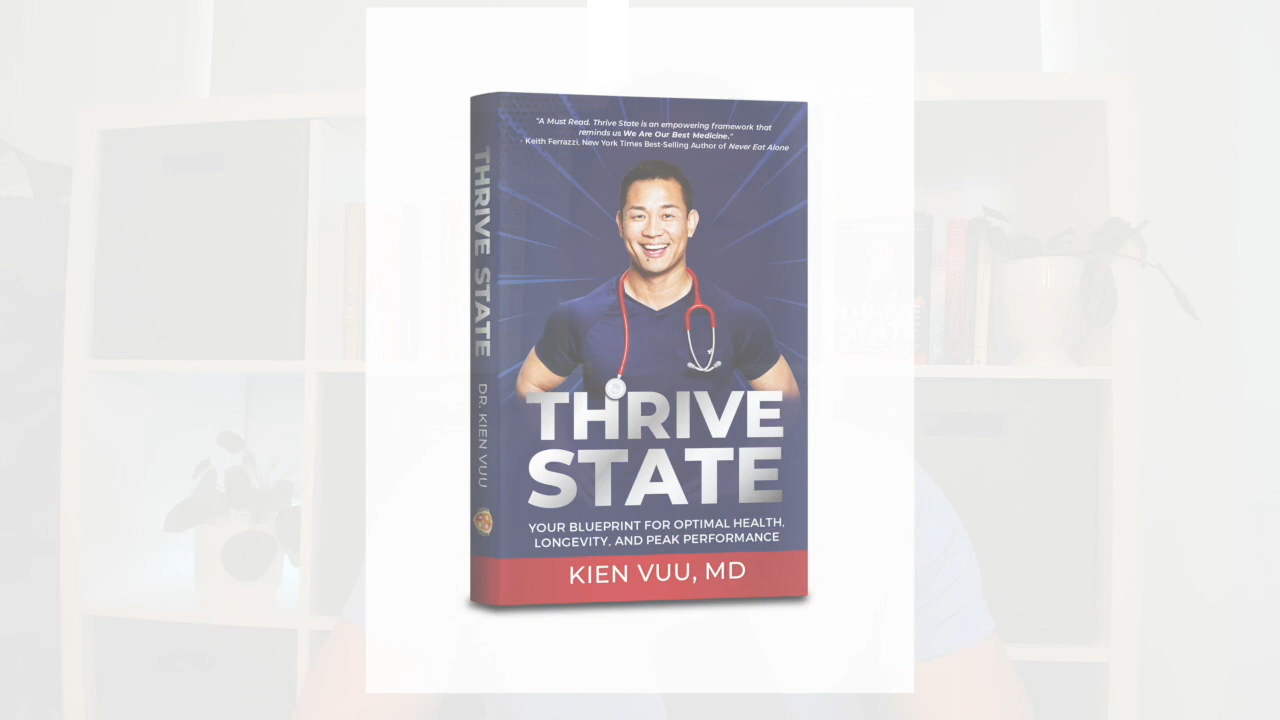 "A Must Read. Thrive State is an empowering framework that
reminds us We Are Our Best Medicine."
- Keith Ferrazzi, New York Times Best-Selling Author of Never Eat Alone
THRIVE
STATE
YOUR BLUEPRINT FOR OPTIMAL HEALTH,
LONGEVITY, AND PEAK PERFORMANCE
KIEN VUU, MD
THRIVE STATE
DR. KIEN VUU
THRIVE
STATE